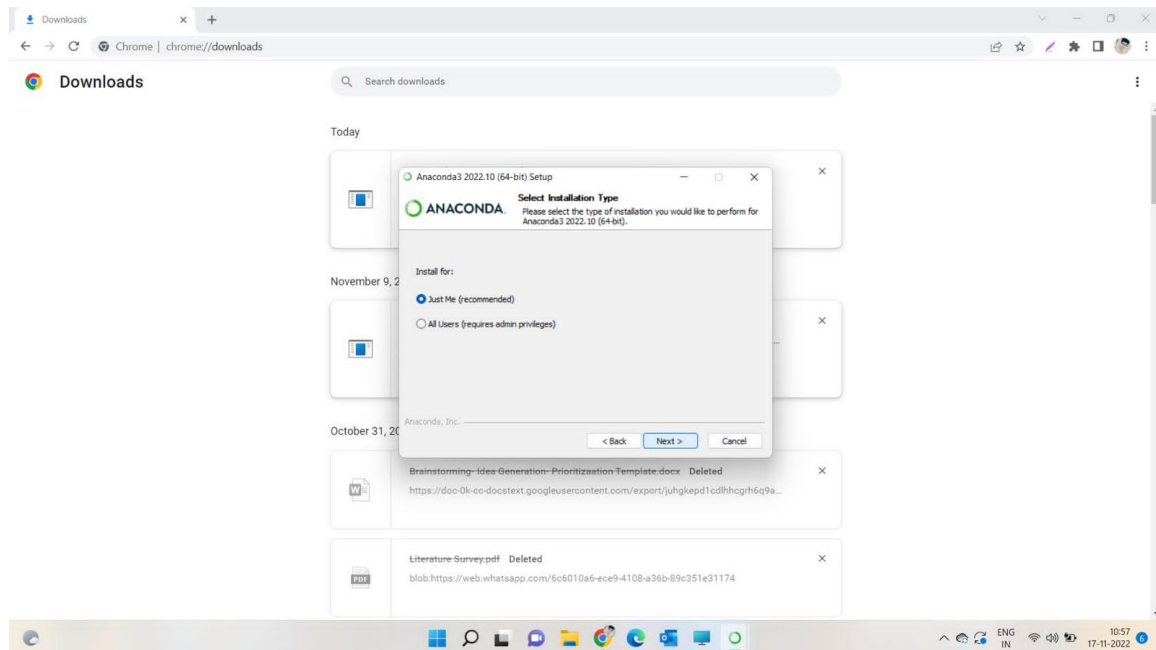 Downloads
Chrome | chrome://downloads
Downloads
Search downloads
Today
Anaconda3 2022.10 (64-bit) Setup
ANACONDA.
Select Installation Type
Please select the type of installation you would like to perform for
Anaconda3 2022.10 (64-bit).
November 9, 2
Install for:
Just Me (recommended)
All Users (requires admin privileges)
Anaconda, Inc.
October 31, 20
< Back Next > Cancel
Brainstorming- Idea Generation- Prioritizaation Template.docx Deleted
https://doc-0k-cc-docstext.googleusercontent.com/export/juhgkepd1cdlhhcgrh6q9a...
Literature Survey.pdf Deleted
blob:https://web.whatsapp.com/6c6010a6-ece9-4108-a36b-89c351e31174
PDF
ENG
IN
10:57
17-11-2022
6